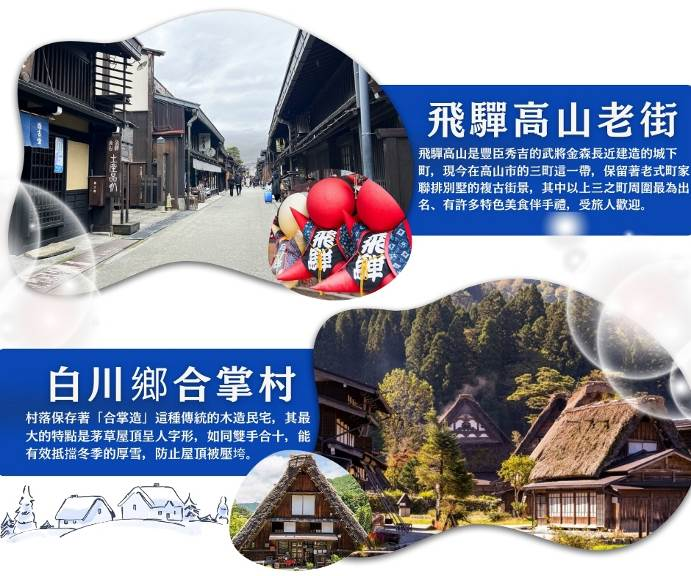 飛驒高山老街
飛驒高山是豐臣秀吉的武將金森長近建造的城下
町，現今在高山市的三町這一帶，保留著老式町家
聯排別墅的複古街景，其中以上三之町周圍最為出
名、有許多特色美食伴手禮，受旅人歡迎。
飛騨
飛騨
白川鄉合掌村
村落保存著「合掌造」這種傳統的木造民宅，其最
大的特點是茅草屋頂呈人字形，如同雙手合十，能
有效抵擋冬季的厚雪，防止屋頂被壓垮。